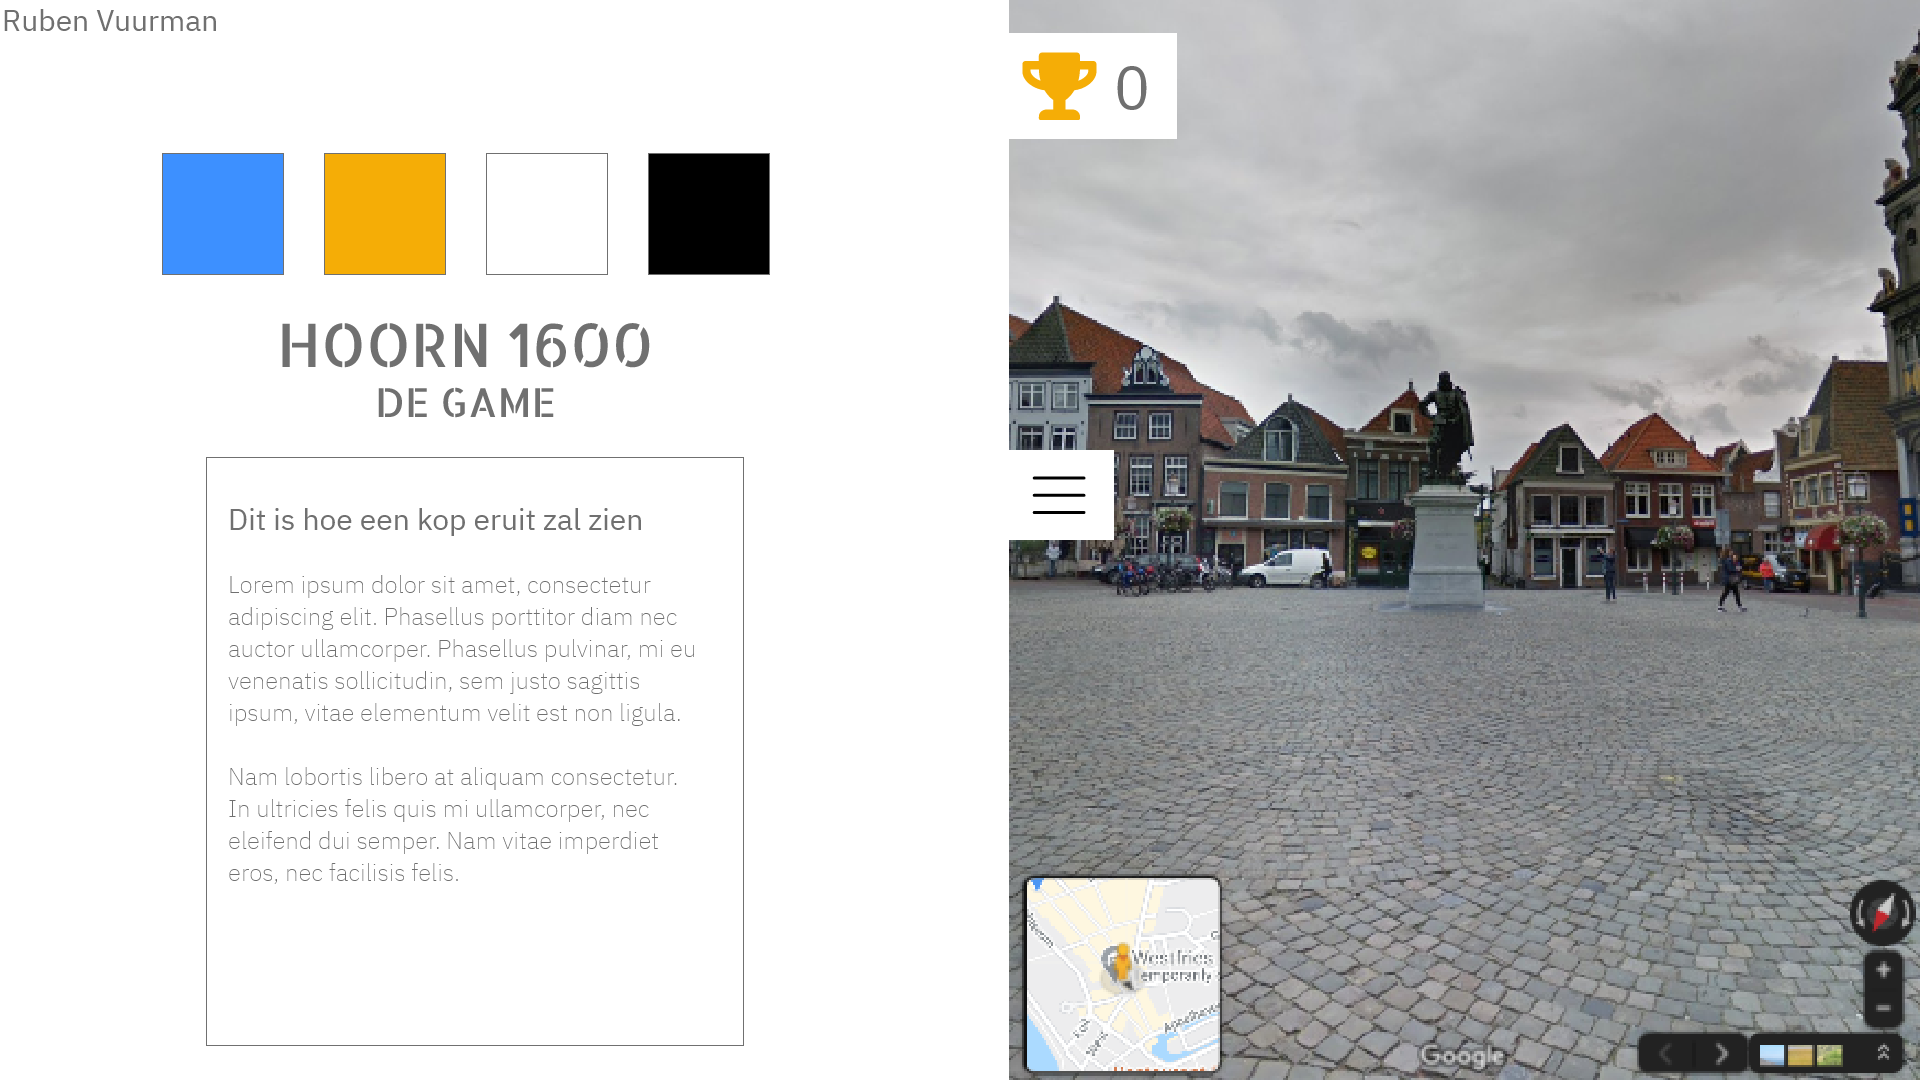 Ruben Vuurman
HOORN 1600
DE GAME
Dit is hoe een kop eruit zal zien
Lorem ipsum dolor sit amet, consectetur
adipiscing elit. Phasellus porttitor diam nec
auctor ullamcorper. Phasellus pulvinar, mi eu
venenatis sollicitudin, sem justo sagittis
ipsum, vitae elementum velit est non ligula.
Nam lobortis libero at aliquam consectetur.
In ultricies felis quis mi ullamcorper, nec
eleifend dui semper. Nam vitae imperdiet
eros, nec facilisis felis.
0
Google